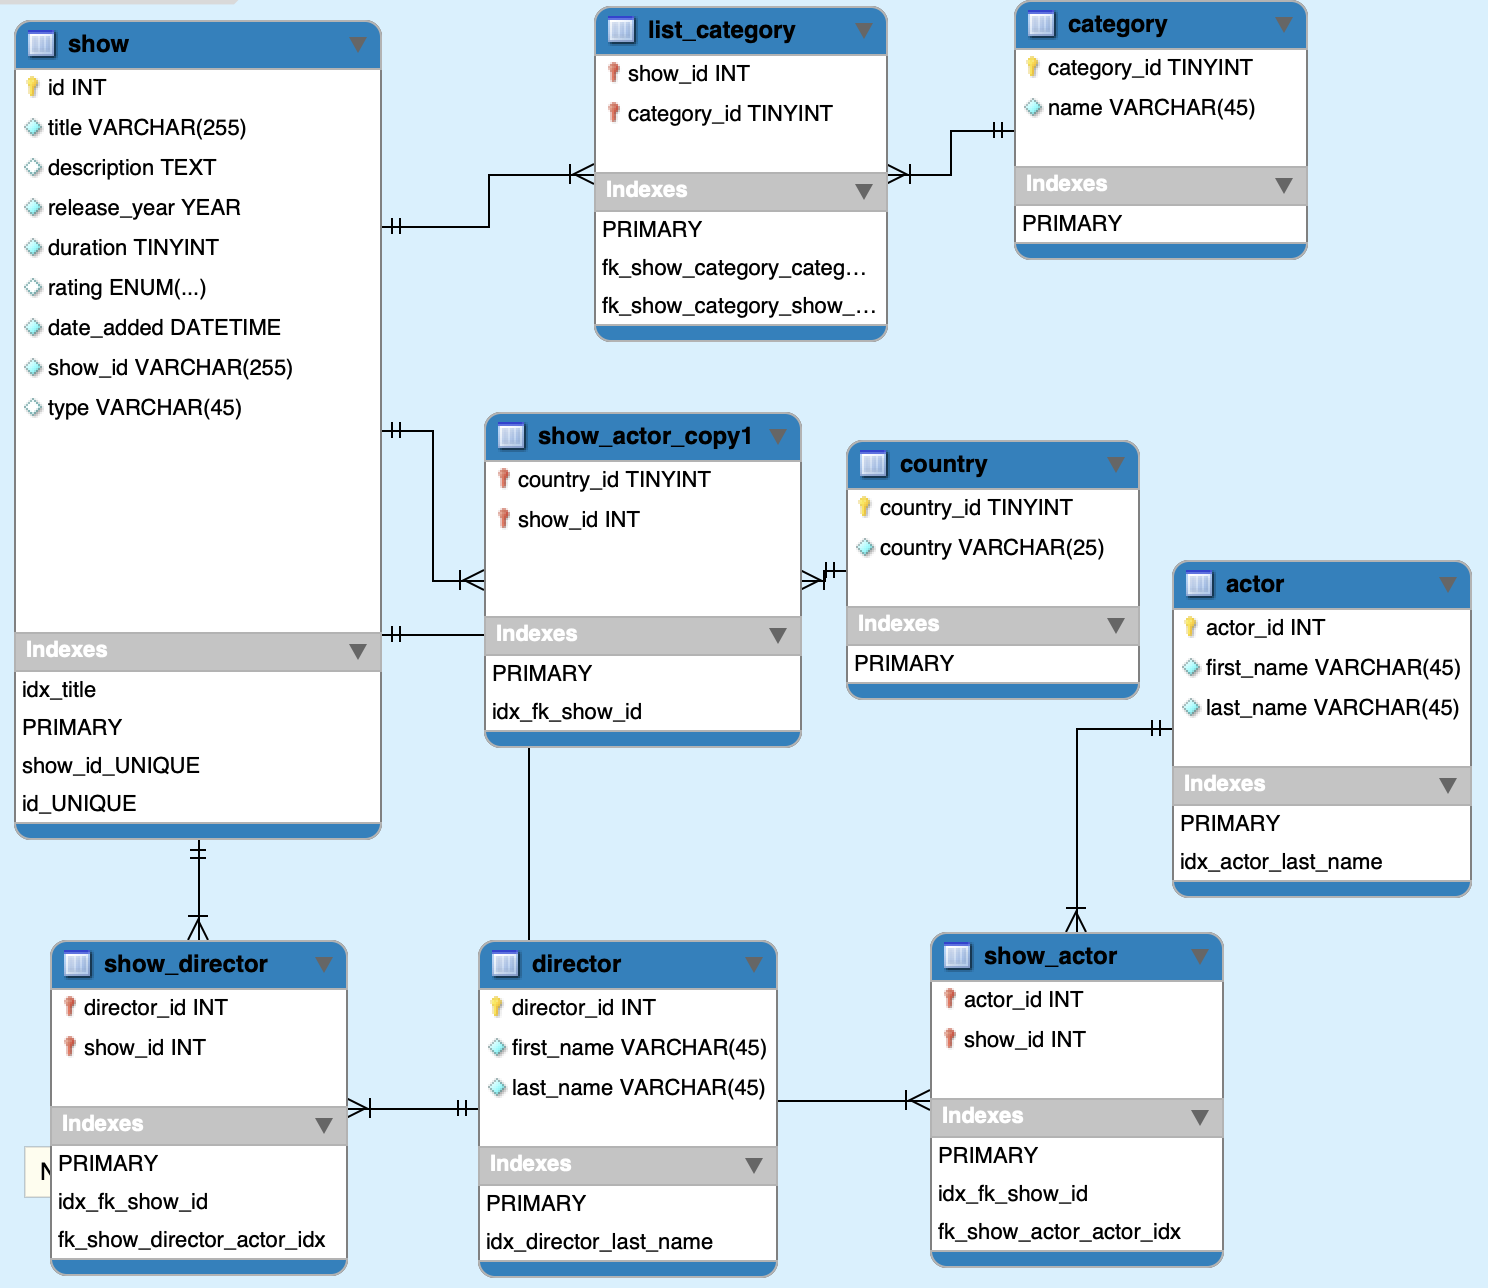 show
id INT
title VARCHAR(255)
description TEXT
release_year YEAR
duration TINYINT
rating ENUM(...)
date_added DATETIME
show_id VARCHAR(255)
type VARCHAR(45)
Indexes
idx_title
PRIMARY
show_id_UNIQUE
id_UNIQUE
list_category
show_id INT
category_id TINYINT
Indexes
PRIMARY
fk_show_category_categ...
fk_show_category_show_...
category
category_id TINYINT
name VARCHAR(45)
Indexes
PRIMARY
show_actor_copy1
country_id TINYINT
show_id INT
Indexes
PRIMARY
idx_fk_show_id
country
country_id TINYINT
country VARCHAR(25)
Indexes
PRIMARY
actor
actor_id INT
first_name VARCHAR(45)
last_name VARCHAR(45)
Indexes
PRIMARY
idx_actor_last_name
show_director
director_id INT
show_id INT
Indexes
PRIMARY
idx_fk_show_id
fk_show_director_actor_idx
director
director_id INT
first_name VARCHAR(45)
last_name VARCHAR(45)
Indexes
PRIMARY
idx_director_last_name
show_actor
actor_id INT
show_id INT
Indexes
PRIMARY
idx_fk_show_id
fk_show_actor_actor_idx